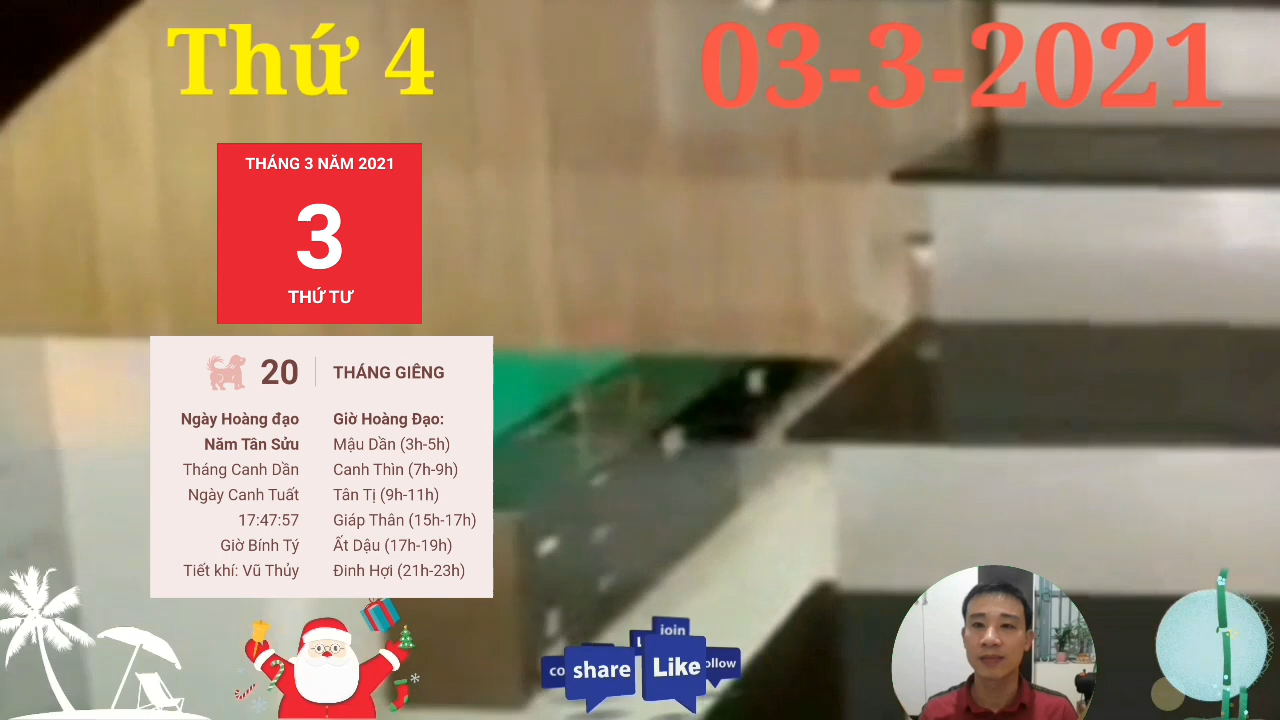 Thứ 4
03-3-2021
THÁNG 3 NĂM 2021
3
THỨ TƯ
20
THÁNG GIÊNG
Ngày Hoàng đạo
Năm Tân Sửu
Tháng Canh Dần
Ngày Canh Tuất
17:47:57
Giờ Bính Tý
Tiết khí: Vũ Thủy
Giờ Hoàng Đạo:
Mậu Dần (3h-5h)
Canh Thìn (7h-9h)
Tân Tị (9h-11h)
Giáp Thân (15h-17h)
Ất Dậu (17h-19h)
Đinh Hợi (21h-23h)
join
share
Like